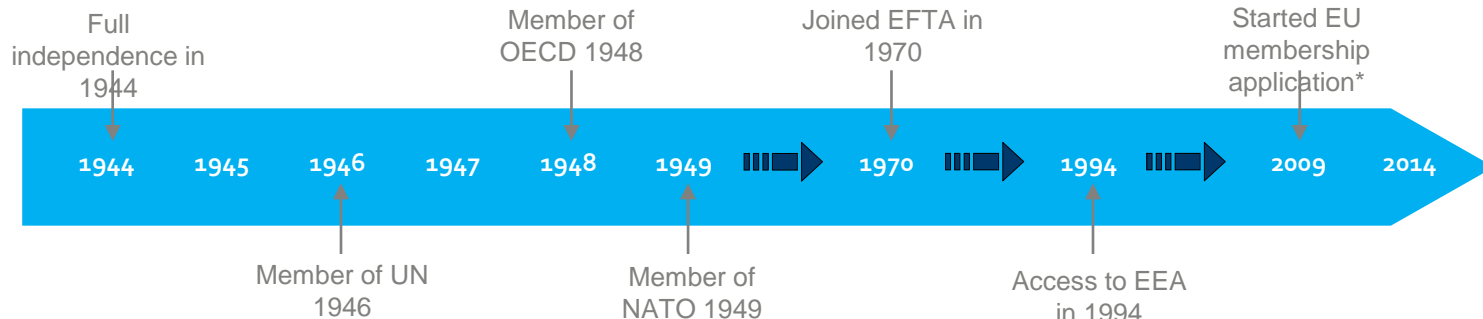 Full
independence in
1944
Member of
OECD 1948
Joined EFTA in
1970
Started EU
membership
application*
1944 1945 1946 1947 1948 1949 1970 1994 2009 2014
Member of UN
1946
Member of
NATO 1949
Access to EEA
in 1994